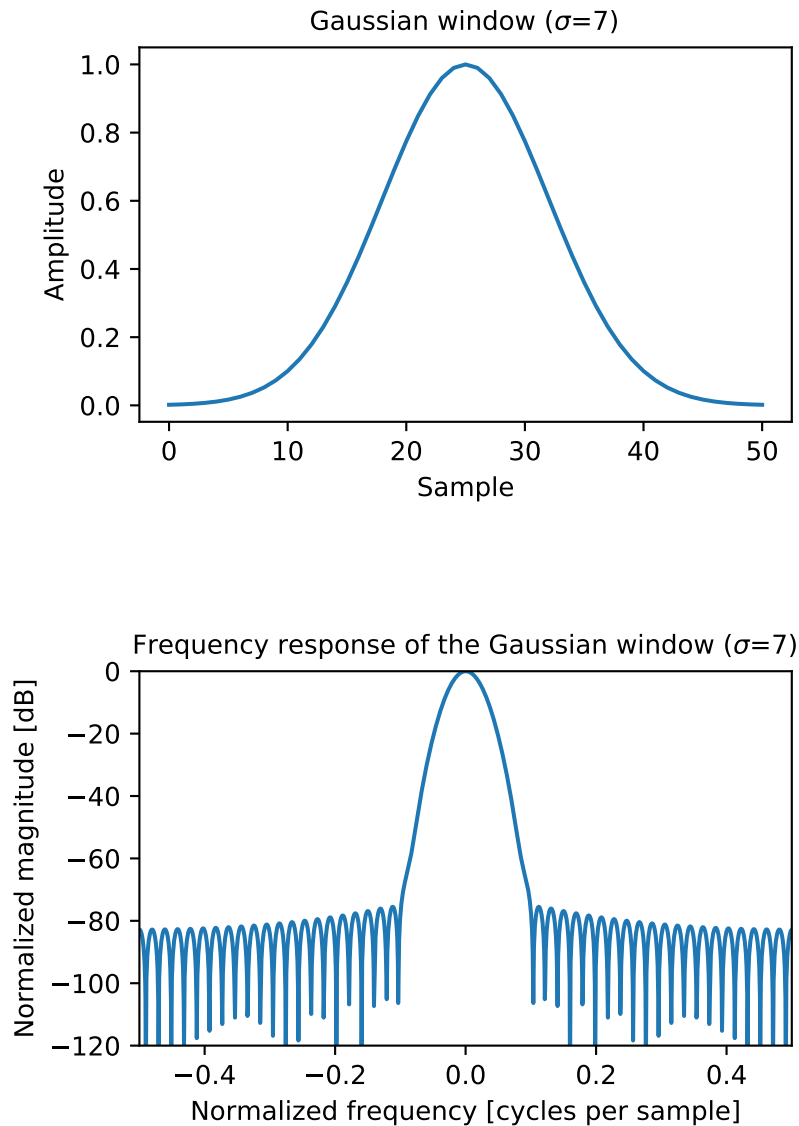 Gaussian window (σ=7)
1.0
0.8
0.6
0.4
0.2
0.0
Amplitude
0 10 20 30 40 50
Sample
Frequency response of the Gaussian window (σ=7)
0
−20
−40
−60
−80
−100
−120
Normalized magnitude [dB]
−0.4 −0.2 0.0 0.2 0.4
Normalized frequency [cycles per sample]